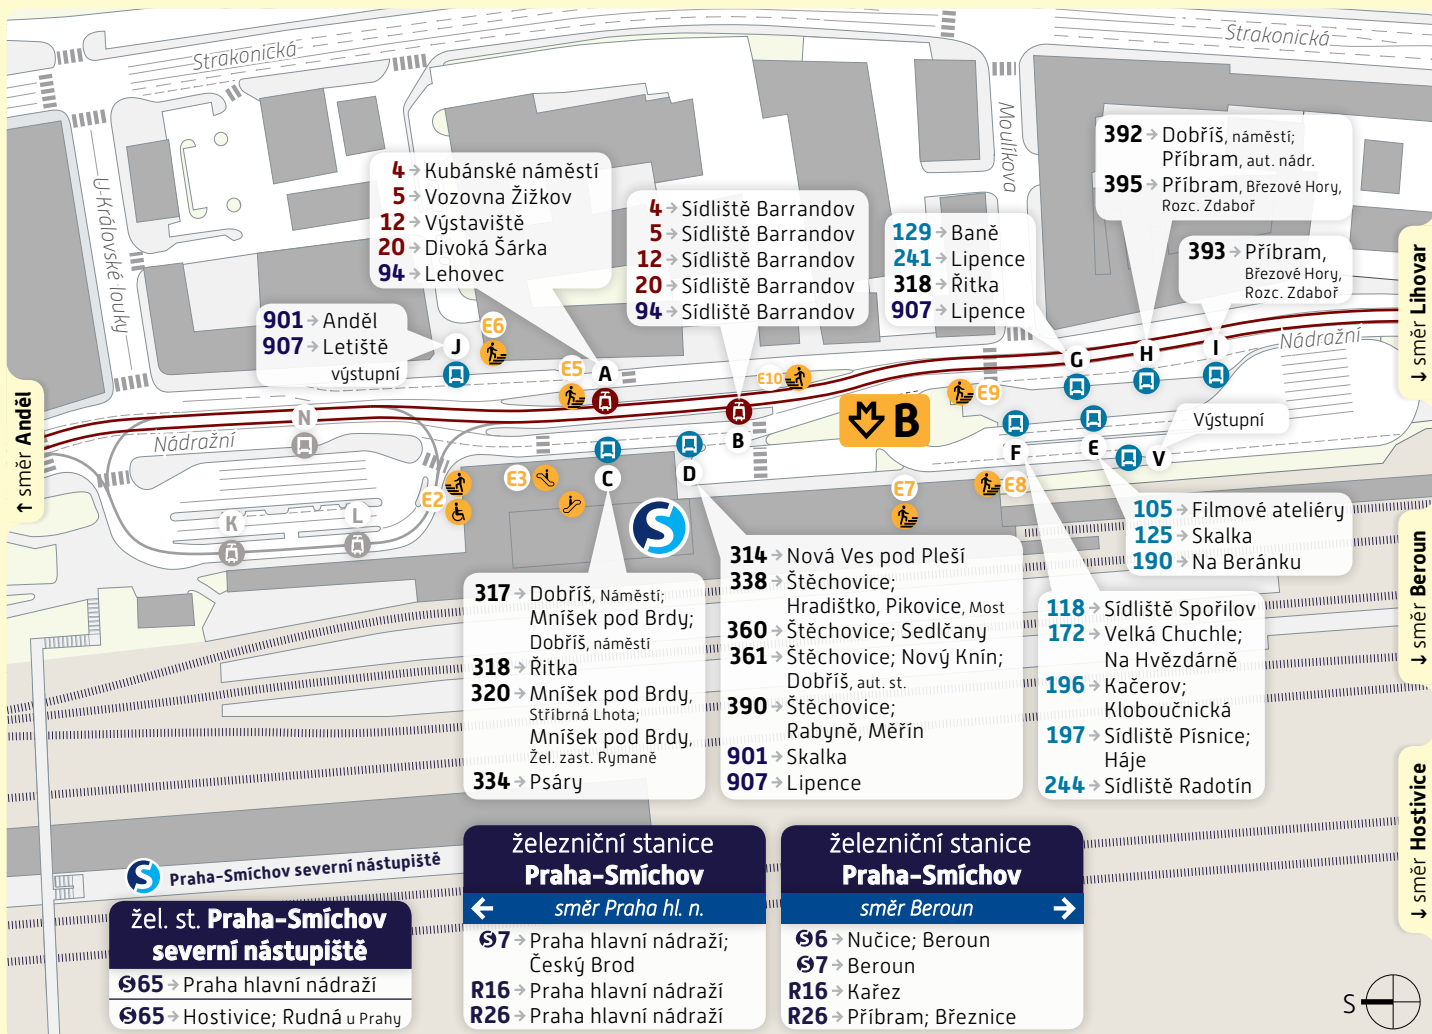 Strakonická
Strakonická
U Královské louky
Moulíkova
4 → Kubánské náměstí
5 → Vozovna Žižkov
12 → Výstaviště
20 → Divoká Šárka
94 → Lehovec
4 → Sídliště Barrandov
5 → Sídliště Barrandov
12 → Sídliště Barrandov
20 → Sídliště Barrandov
94 → Sídliště Barrandov
129 → Baně
241 → Lipence
318 → Řitka
907 → Lipence
392 → Dobříš, náměstí;
Příbram, aut. nádr.
395 → Příbram, Březové Hory,
Rozc. Zdaboř
393 → Příbram,
Březové Hory,
Rozc. Zdaboř
901 → Anděl
907 → Letiště
výstupní
J
E6
E5
A
E10
B
G
H
I
E9
N
Nádražní
Nádražní
B
Výstupní
F
E
V
C
D
E3
E2
E7
E8
K
L
S
↑ směr Anděl
↓ směr Lihovar
↓ směr Beroun
↓ směr Hostivice
105 → Filmové ateliéry
125 → Skalka
190 → Na Beránku
317 → Dobříš, Náměstí;
Mníšek pod Brdy;
Dobříš, náměstí
318 → Řitka
320 → Mníšek pod Brdy,
Stříbrná Lhota;
Mníšek pod Brdy,
Žel. zast. Rymaně
334 → Psáry
314 → Nová Ves pod Pleší
338 → Štěchovice;
Hradištko, Pikovice, Most
360 → Štěchovice; Sedlčany
361 → Štěchovice; Nový Knín;
Dobříš, aut. st.
390 → Štěchovice;
Rabyně, Měřín
901 → Skalka
907 → Lipence
118 → Sídliště Spořilov
172 → Velká Chuchle;
Na Hvězdárně
196 → Kačerov;
Kloboučnická
197 → Sídliště Písnice;
Háje
244 → Sídliště Radotín
S Praha-Smíchov severní nástupiště
žel. st. Praha-Smíchov
severní nástupiště
S65 → Praha hlavní nádraží
S65 → Hostivice; Rudná u Prahy
železniční stanice
Praha-Smíchov
← směr Praha hl. n.
S7 → Praha hlavní nádraží;
Český Brod
R16 → Praha hlavní nádraží
R26 → Praha hlavní nádraží
železniční stanice
Praha-Smíchov
směr Beroun →
S6 → Nučice; Beroun
S7 → Beroun
R16 → Kařez
R26 → Příbram; Březnice
S